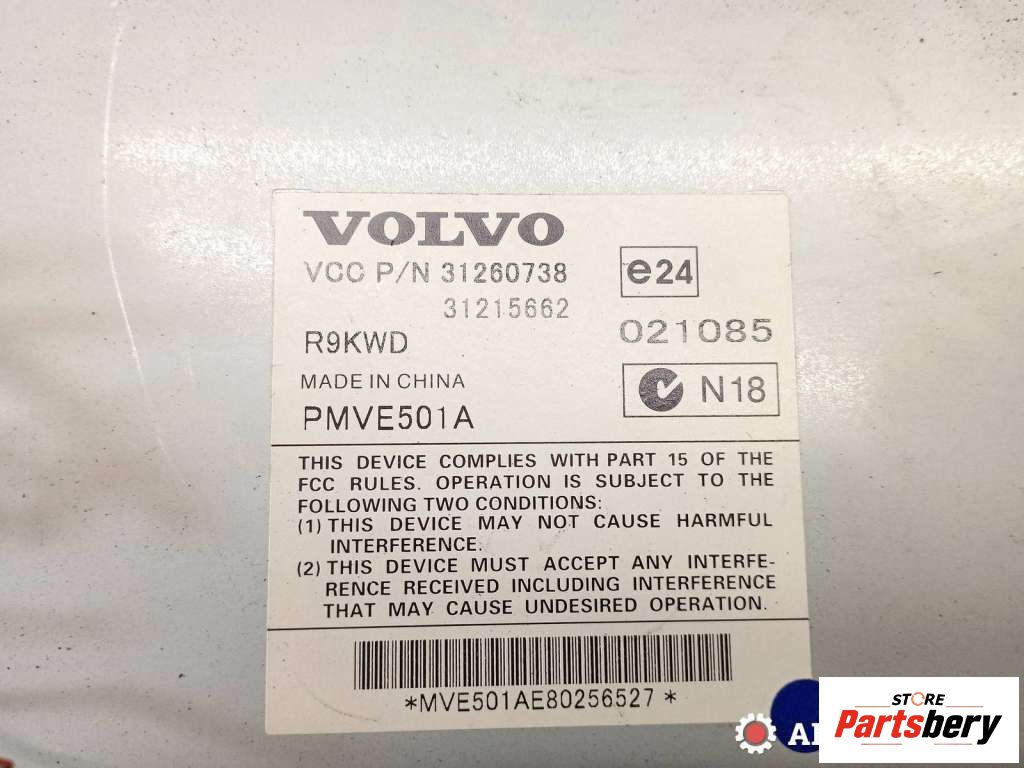 VOLVO
VCC P/N 31260738
31215662
e24
R9KWD
021085
MADE IN CHINA
N18
PMVE501A
THIS DEVICE COMPLIES WITH PART 15 OF THE
FCC RULES. OPERATION IS SUBJECT TO THE
FOLLOWING TWO CONDITIONS:
(1) THIS DEVICE MAY NOT CAUSE HARMFUL
INTERFERENCE.
(2) THIS DEVICE MUST ACCEPT ANY INTERFE-
RENCE RECEIVED INCLUDING INTERFERENCE
THAT MAY CAUSE UNDESIRED OPERATION.
*MVE501AE80256527*
STORE
Partsbery